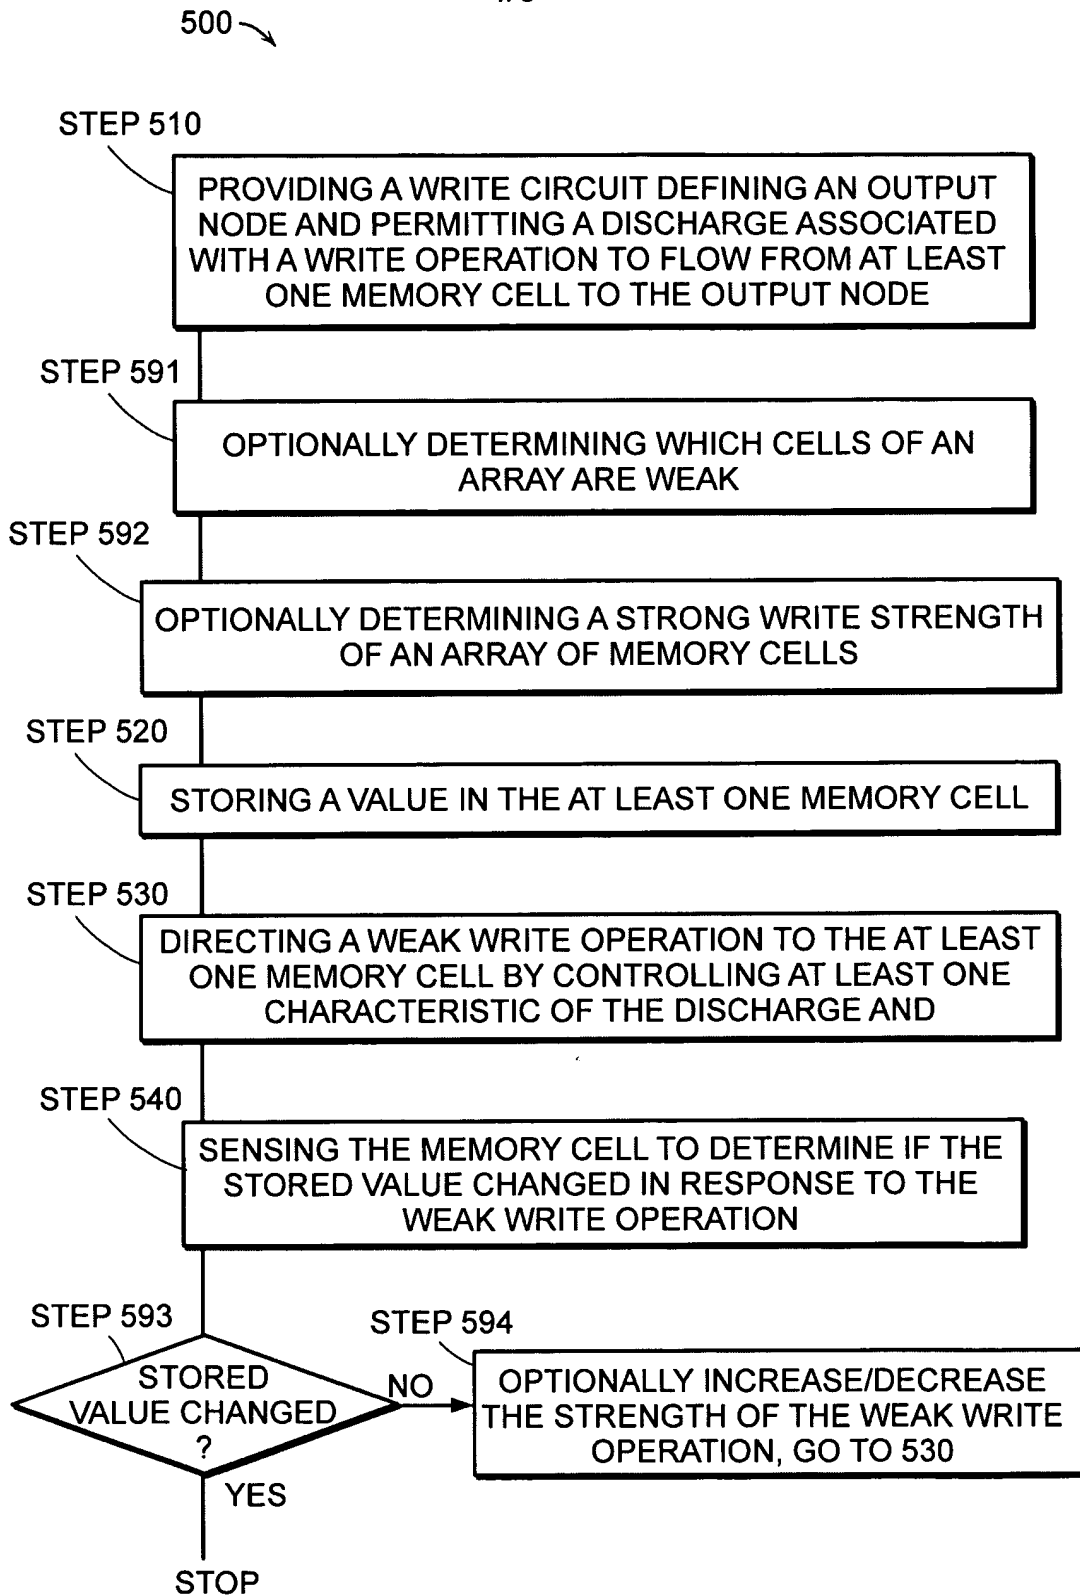 500
STEP 510
PROVIDING A WRITE CIRCUIT DEFINING AN OUTPUT
NODE AND PERMITTING A DISCHARGE ASSOCIATED
WITH A WRITE OPERATION TO FLOW FROM AT LEAST
ONE MEMORY CELL TO THE OUTPUT NODE
STEP 591
OPTIONALLY DETERMINING WHICH CELLS OF AN
ARRAY ARE WEAK
STEP 592
OPTIONALLY DETERMINING A STRONG WRITE STRENGTH
OF AN ARRAY OF MEMORY CELLS
STEP 520
STORING A VALUE IN THE AT LEAST ONE MEMORY CELL
STEP 530
DIRECTING A WEAK WRITE OPERATION TO THE AT LEAST
ONE MEMORY CELL BY CONTROLLING AT LEAST ONE
CHARACTERISTIC OF THE DISCHARGE AND
STEP 540
SENSING THE MEMORY CELL TO DETERMINE IF THE
STORED VALUE CHANGED IN RESPONSE TO THE
WEAK WRITE OPERATION
STEP 593
STORED
VALUE CHANGED
?
NO
YES
STOP
STEP 594
OPTIONALLY INCREASE/DECREASE
THE STRENGTH OF THE WEAK WRITE
OPERATION, GO TO 530